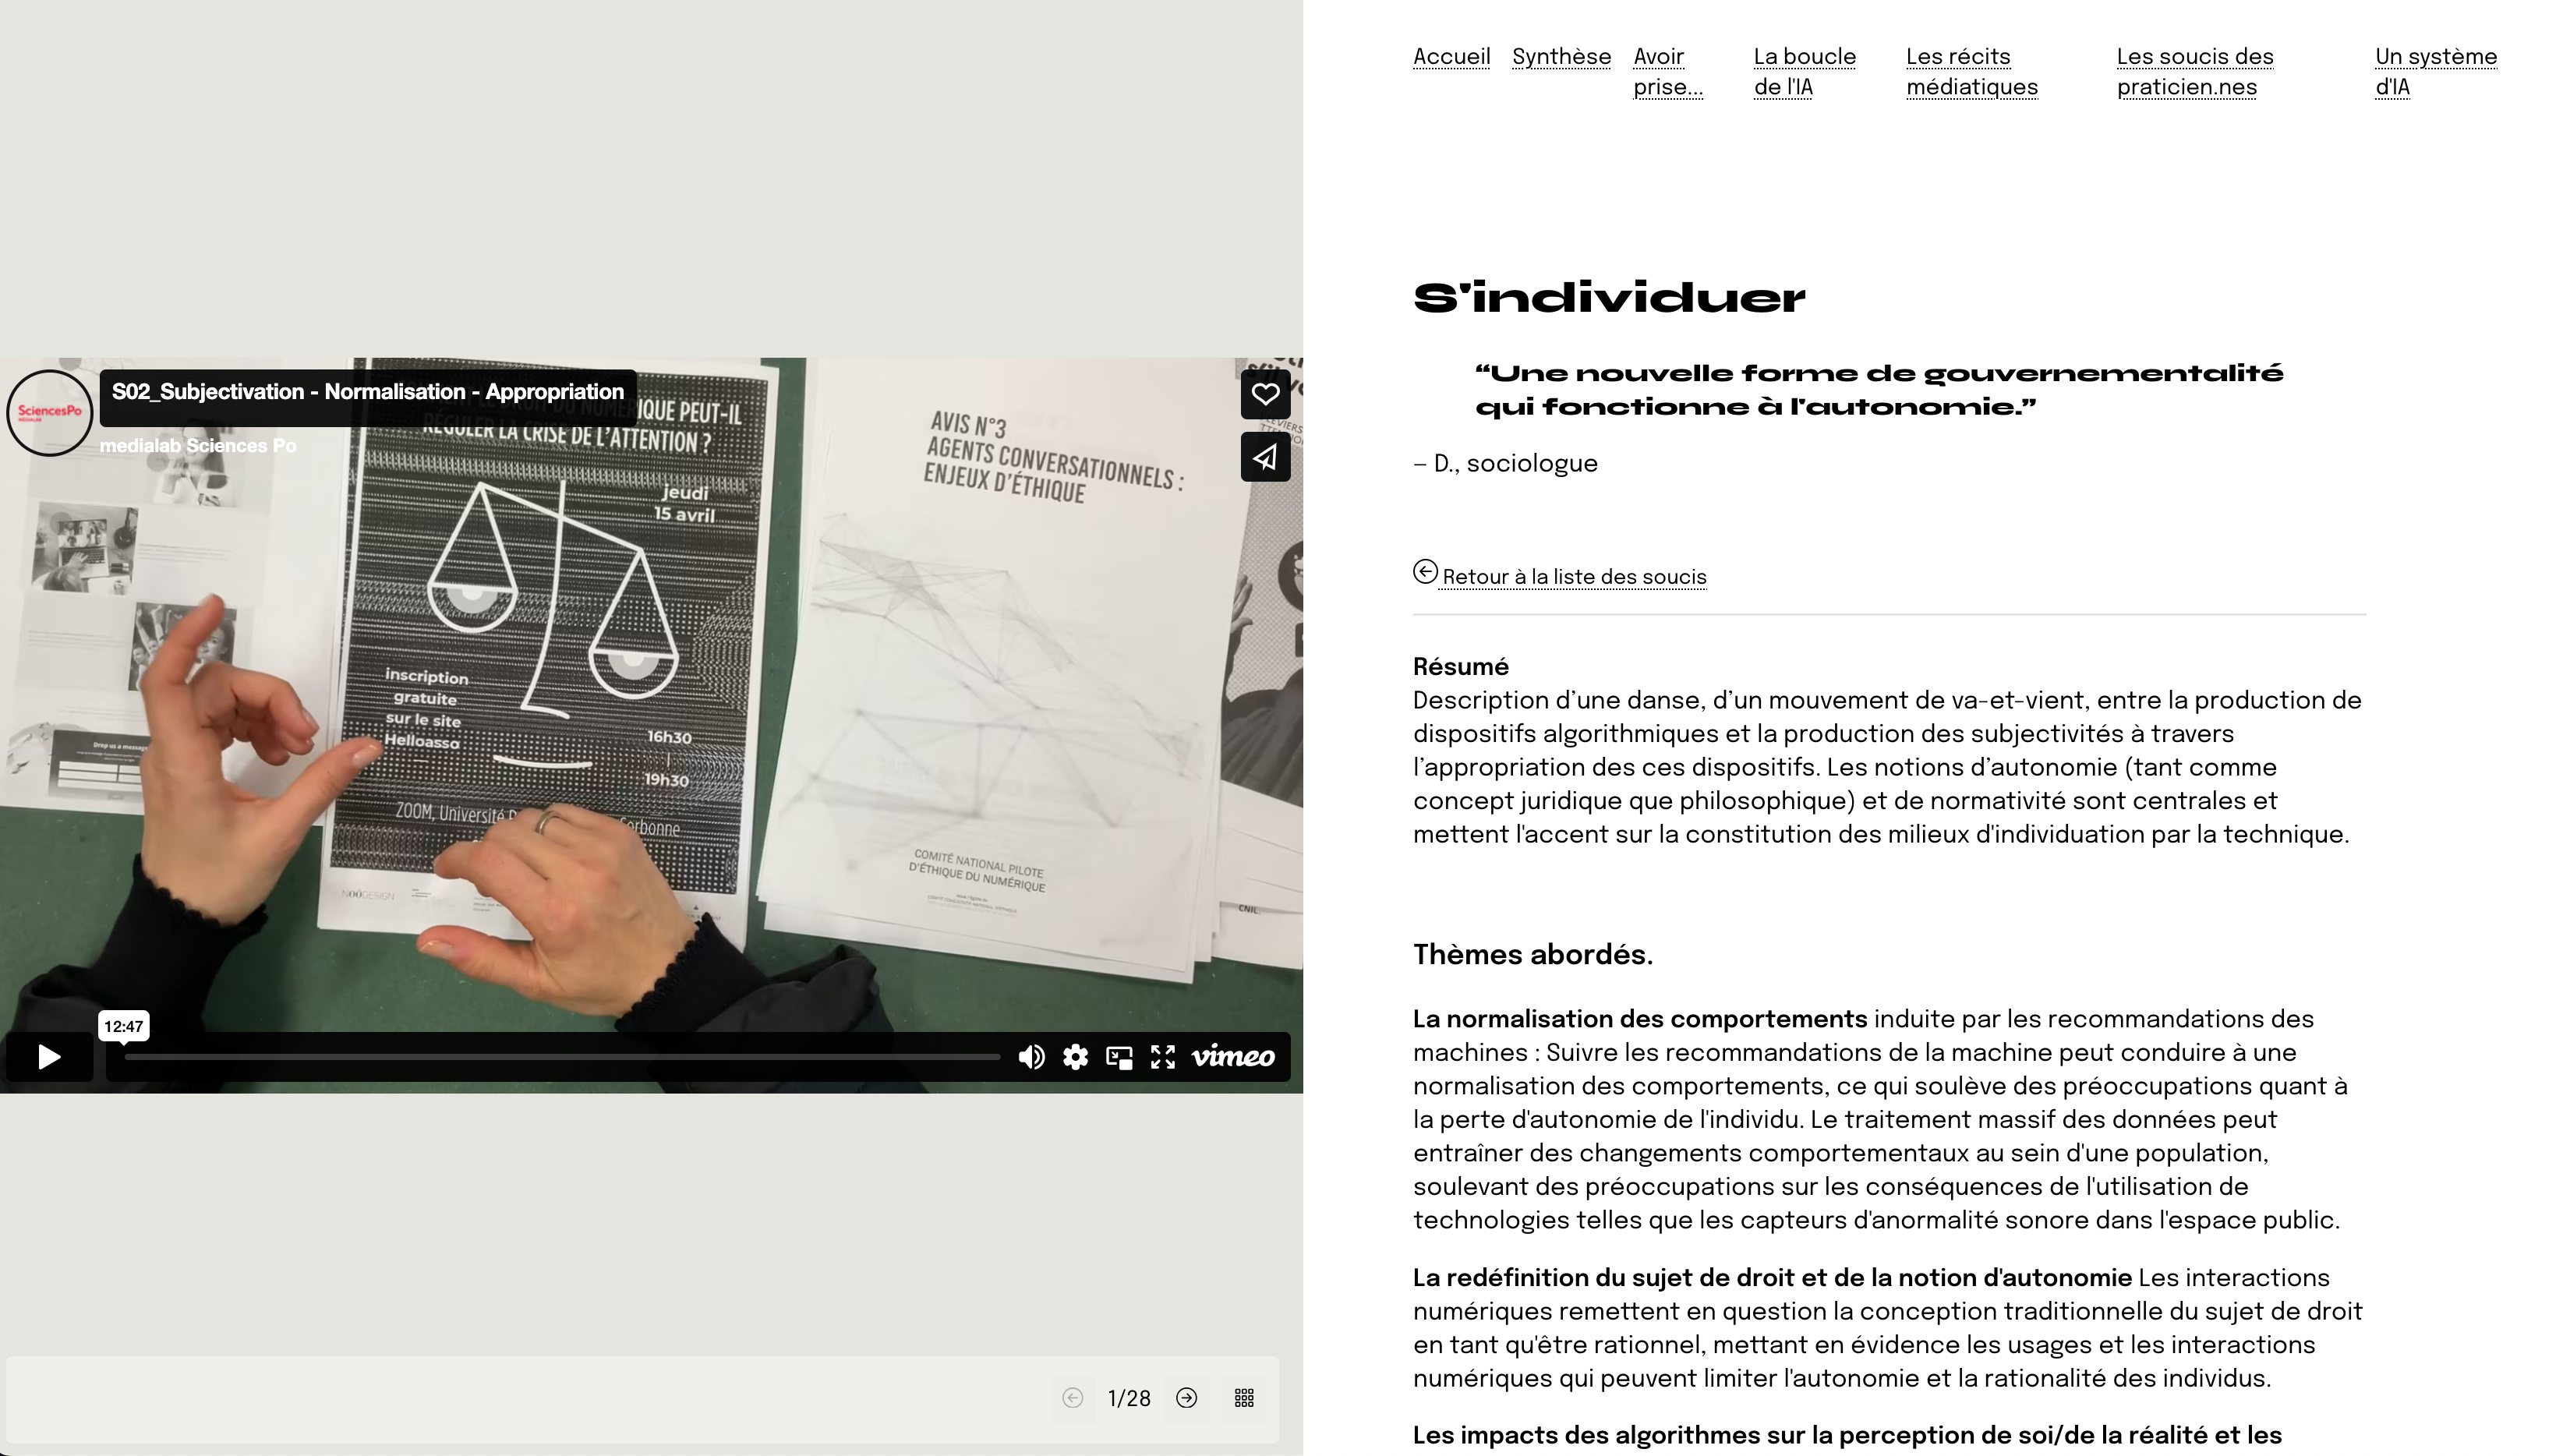 Accueil
Synthèse
Avoir
prise...
La boucle
de l'IA
Les récits
médiatiques
Les soucis des
praticien.nes
Un système
d'IA
S'individuer
“Une nouvelle forme de gouvernementalité
qui fonctionne à l'autonomie.”
— D., sociologue
Retour à la liste des soucis
Résumé
Description d’une danse, d’un mouvement de va-et-vient, entre la production de
dispositifs algorithmiques et la production des subjectivités à travers
l’appropriation des ces dispositifs. Les notions d’autonomie (tant comme
concept juridique que philosophique) et de normativité sont centrales et
mettent l'accent sur la constitution des milieux d'individuation par la technique.
Thèmes abordés.
La normalisation des comportements induite par les recommandations des
machines : Suivre les recommandations de la machine peut conduire à une
normalisation des comportements, ce qui soulève des préoccupations quant à
la perte d'autonomie de l'individu. Le traitement massif des données peut
entraîner des changements comportementaux au sein d'une population,
soulevant des préoccupations sur les conséquences de l'utilisation de
technologies telles que les capteurs d'anormalité sonore dans l'espace public.
La redéfinition du sujet de droit et de la notion d'autonomie Les interactions
numériques remettent en question la conception traditionnelle du sujet de droit
en tant qu'être rationnel, mettant en évidence les usages et les interactions
numériques qui peuvent limiter l'autonomie et la rationalité des individus.
Les impacts des algorithmes sur la perception de soi/de la réalité et les
SciencesPo
S02_Subjectivation - Normalisation - Appropriation
medialab Sciences Po
PEUT-IL
RÉGULER LA CRISE DE L’ATTENTION ?
jeudi
15 avril
inscription
gratuite
sur le site
Helloasso
16h30
19h30
ZOOM, Université
NOÖDESIGN
Drop us a message
AVIS N°3
AGENTS CONVERSATIONNELS :
ENJEUX D’ÉTHIQUE
COMITÉ NATIONAL PILOTE
D’ÉTHIQUE DU NUMÉRIQUE
CNIL.
12:47
vimeo
1/28